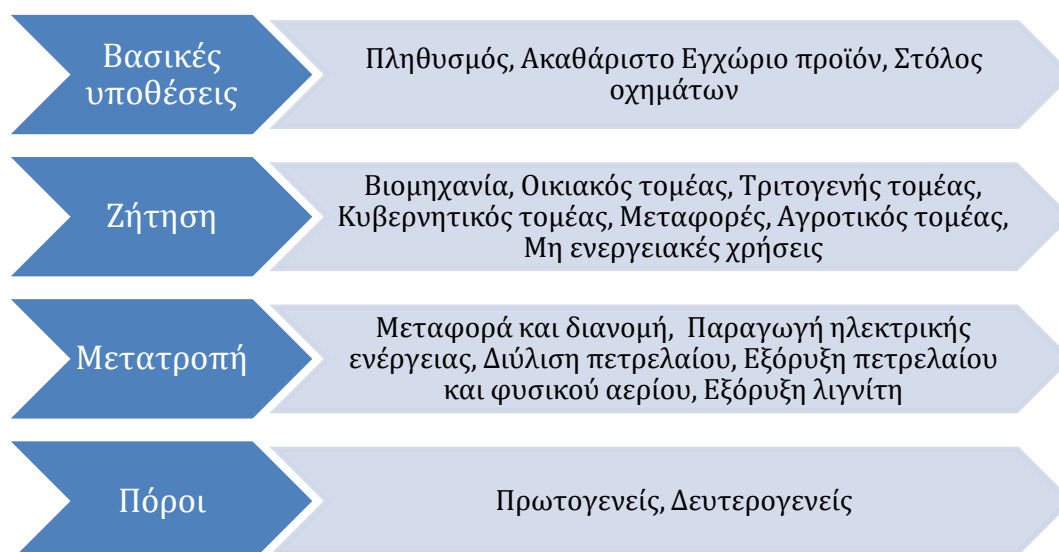 Βασικές
υποθέσεις
Πληθυσμός, Ακαθάριστο Εγχώριο προϊόν, Στόλος
οχημάτων
Ζήτηση
Βιομηχανία, Οικιακός τομέας, Τριτογενής τομέας,
Κυβερνητικός τομέας, Μεταφορές, Αγροτικός τομέας,
Μη ενεργειακές χρήσεις
Μετατροπή
Μεταφορά και διανομή,  Παραγωγή ηλεκτρικής
ενέργειας, Διύλιση πετρελαίου, Εξόρυξη πετρελαίου
και φυσικού αερίου, Εξόρυξη λιγνίτη
Πόροι
Πρωτογενείς, Δευτερογενείς